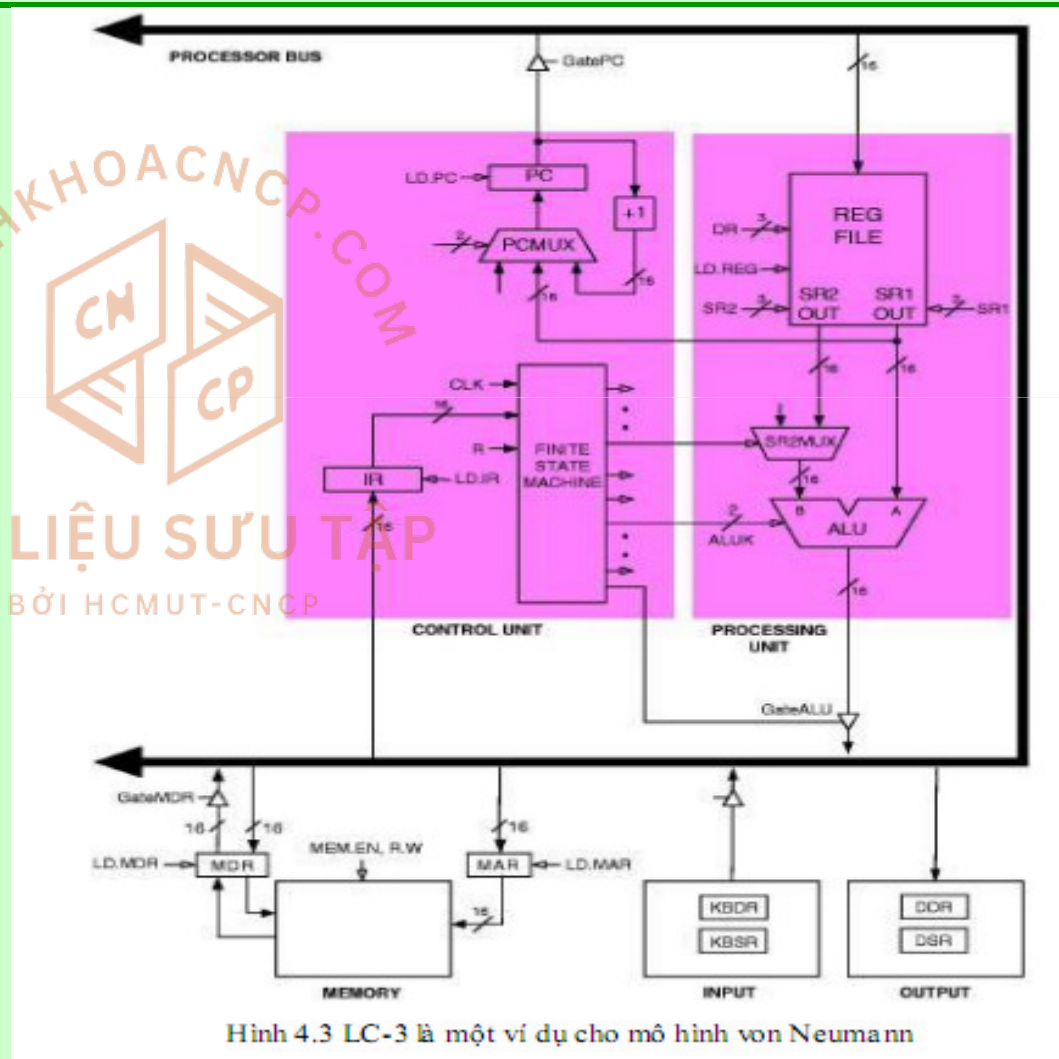 PROCESSOR BUS
GatePC
16
LD.PC
PC
+1
2
PCMUX
16
16
REG
FILE
DR
3
LD.REG
SR2
3
SR2
OUT
SR1
OUT
3
SR1
16
16
CLK
16
R
FINITE
STATE
MACHINE
IR
LD.IR
16
SR2MUX
16
B
A
ALU
2
ALUK
16
CONTROL UNIT
PROCESSING
UNIT
GateALU
GateMDR
16
16
16
LD.MDR
MDR
MEM.EN, R.W
MAR
LD.MAR
16
KBDR
KBSR
DDR
DSR
MEMORY
INPUT
OUTPUT
Hình 4.3 LC-3 là một ví dụ cho mô hình von Neumann
AKHOACNCP.COM
CN
CP
LIỆU SƯU TẬP
BỞI HCMUT-CNCP